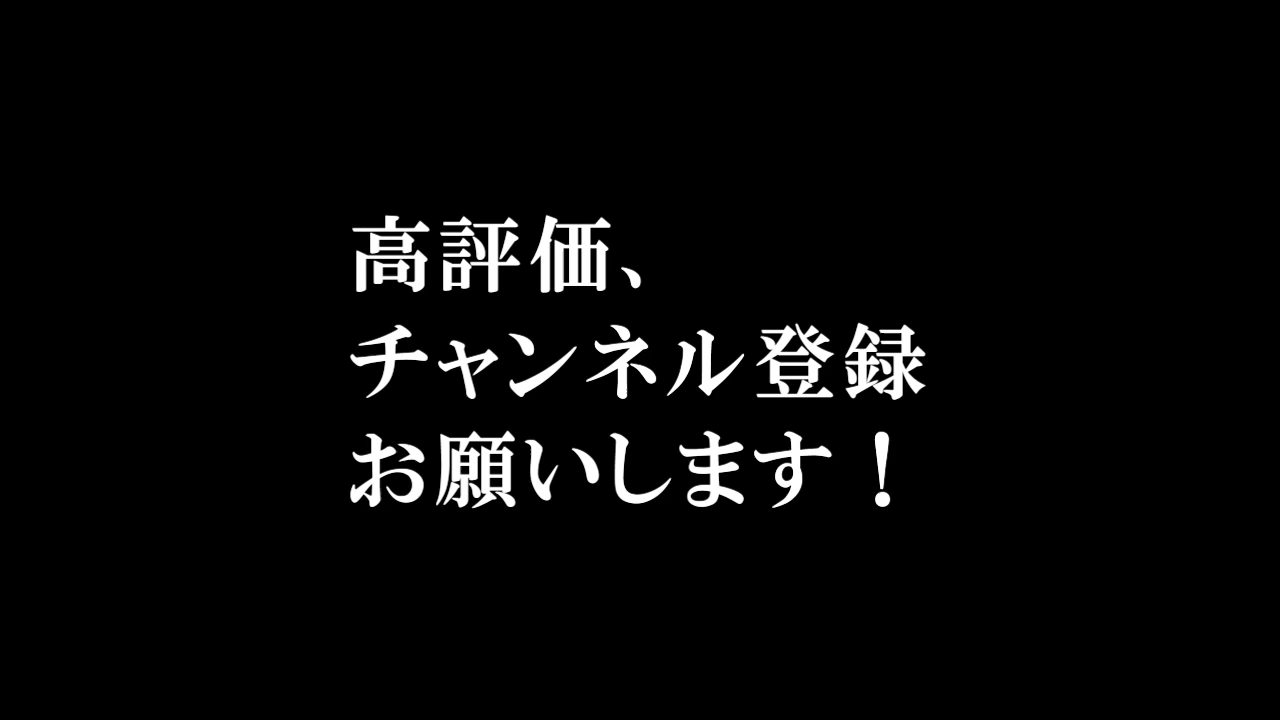 高評価、
チャンネル登録
お願いします！